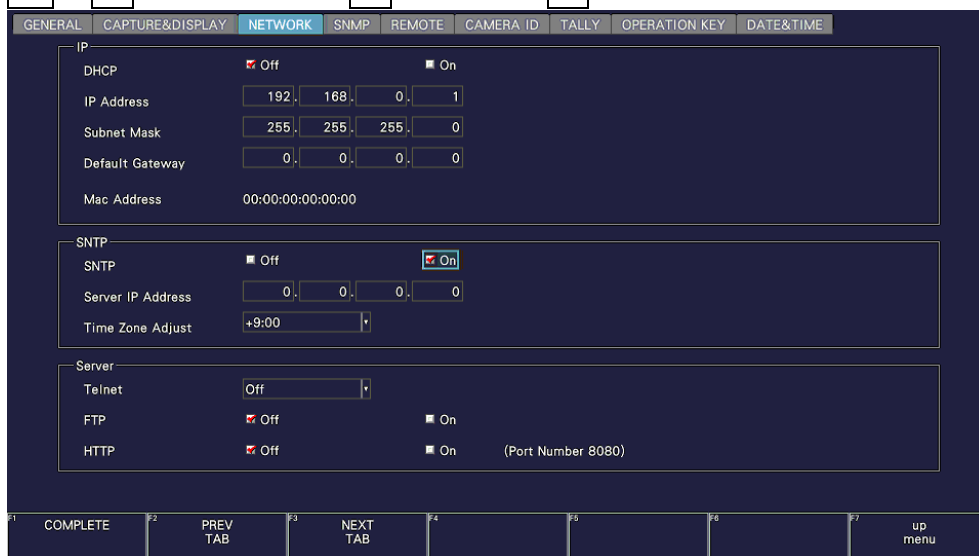 GENERAL CAPTURE&DISPLAY NETWORK SNMP REMOTE CAMERA ID TALLY OPERATION KEY DATE&TIME
IP
DHCP Off On
IP Address 192. 168. 0. 1
Subnet Mask 255. 255. 255. 0
Default Gateway 0. 0. 0. 0
Mac Address 00:00:00:00:00:00
SNTP
SNTP Off On
Server IP Address 0. 0. 0. 0
Time Zone Adjust +9:00
Server
Telnet Off
FTP Off On
HTTP Off On (Port Number 8080)
F1 COMPLETE F2 PREV TAB F3 NEXT TAB F4 F5 F6 F7 up menu